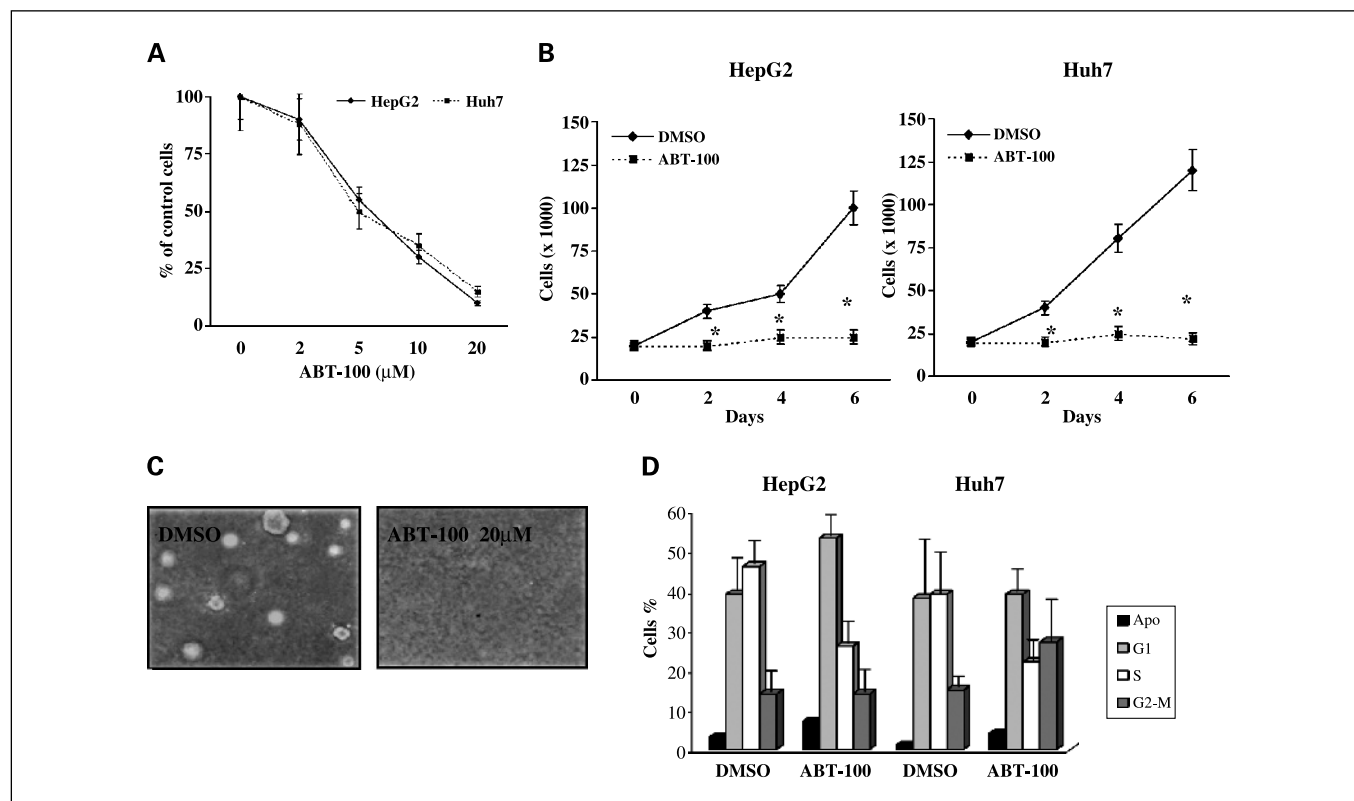 A
100
75
50
25
0
% of control cells
HepG2
Huh7
0 2 5 10 20
ABT-100 (μM)
B
HepG2
150
125
100
75
50
25
0
Cells (x 1000)
DMSO
ABT-100
*
*
*
0 2 4 6
Days
Huh7
150
125
100
75
50
25
0
Cells (x 1000)
DMSO
ABT-100
*
*
*
0 2 4 6
Days
C
DMSO
ABT-100 20μM
D
HepG2
Huh7
60
50
40
30
20
10
0
Cells %
DMSO ABT-100 DMSO ABT-100
Apo
G1
S
G2-M